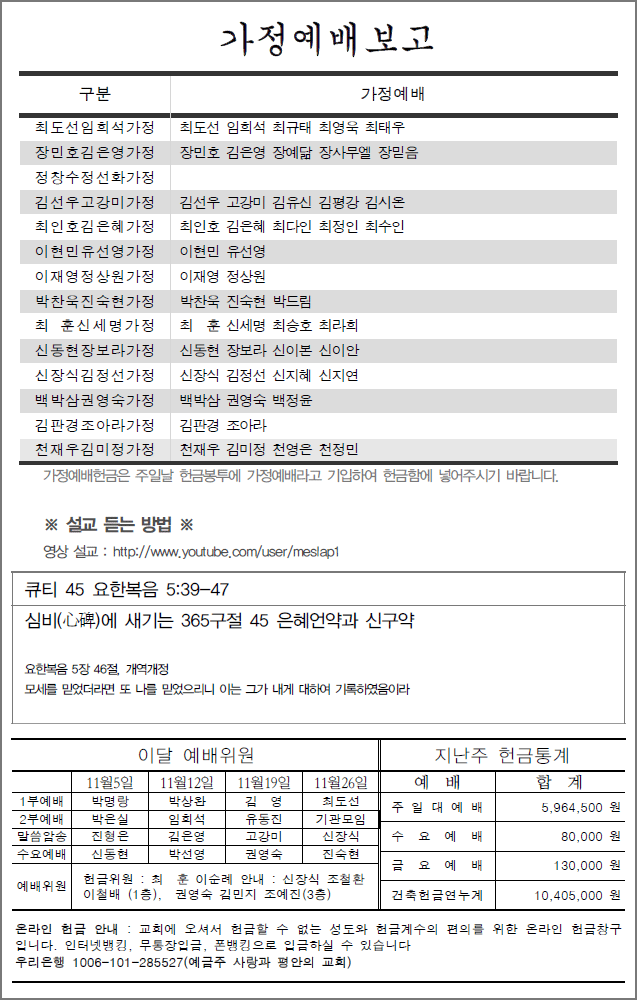 가정예배보고
구분 가정예배
최도선임희석가정 최도선 임희석 최규태 최영욱 최태우
장민호김은영가정 장민호 김은영 장예닮 장사무엘 장믿음
정창수정선화가정
김선우고강미가정 김선우 고강미 김유신 김평강 김시온
최인호김은혜가정 최인호 김은혜 최다인 최정인 최수인
이현민유선영가정 이현민 유선영
이재영정상원가정 이재영 정상원
박찬욱진숙현가정 박찬욱 진숙현 박드림
최 훈신세명가정 최 훈 신세명 최승호 최라희
신동현장보라가정 신동현 장보라 신이본 신이안
신장식김정선가정 신장식 김정선 신지혜 신지연
백박삼권영숙가정 백박삼 권영숙 백정윤
김판경조아라가정 김판경 조아라
천재우김미정가정 천재우 김미정 천영은 천정민
가정예배헌금은 주일날 헌금봉투에 가정예배라고 기입하여 헌금함에 넣어주시기 바랍니다.
※ 설교 듣는 방법 ※
영상 설교 : http://www.youtube.com/user/meslap1
큐티 45 요한복음 5:39-47
심비(心碑)에 새기는 365구절 45 은혜언약과 신구약
요한복음 5장 46절, 개역개정
모세를 믿었더라면 또 나를 믿었으리니 이는 그가 내게 대하여 기록하였음이라
이달 예배위원
11월5일 11월12일 11월19일 11월26일
1부예배 박명랑 박상완 김 영 최도선
2부예배 박은실 임희석 유동진 기관모임
말씀암송 진형은 김은영 고강미 신장식
수요예배 신동현 박선영 권영숙 진숙현
예배위원 헌금위원 : 최 훈 이순례 안내 : 신장식 조철환
이철배 (1층), 권영숙 김민지 조예진(3층)
지난주 헌금통계
예 배 합 계
주 일 대 예 배 5,964,500 원
수 요 예 배 80,000 원
금 요 예 배 130,000 원
건축헌금연누계 10,405,000 원
온라인 헌금 안내 : 교회에 오셔서 헌금할 수 없는 성도와 헌금계수의 편의를 위한 온라인 헌금창구
입니다. 인터넷뱅킹, 무통장입금, 폰뱅킹으로 입금하실 수 있습니다
우리은행 1006-101-285527(예금주 사랑과 평안의 교회)